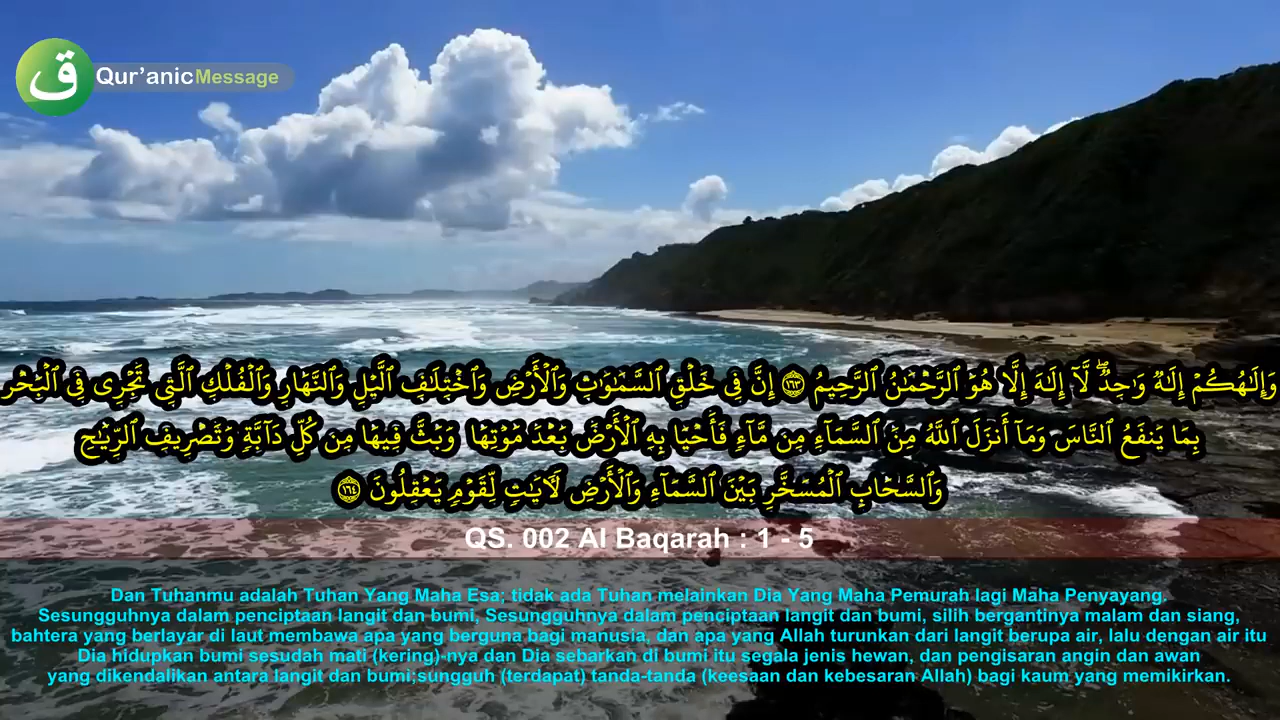 ق
Qur’anicMessage
وَإِلَٰهُكُمْ إِلَٰهٌ وَٰحِدٌ ۖ لَّآ إِلَٰهَ إِلَّا هُوَ ٱلرَّحْمَٰنُ ٱلرَّحِيمُ ١٦٣ إِنَّ فِى خَلْقِ ٱلسَّمَٰوَٰتِ وَٱلْأَرْضِ وَٱخْتِلَٰفِ ٱلَّيْلِ وَٱلنَّهَارِ وَٱلْفُلْكِ ٱلَّتِى تَجْرِى فِى ٱلْبَحْرِ
بِمَا يَنفَعُ ٱلنَّاسَ وَمَآ أَنزَلَ ٱللَّهُ مِنَ ٱلسَّمَآءِ مِن مَّآءٍ فَأَحْيَا بِهِ ٱلْأَرْضَ بَعْدَ مَوْتِهَا وَبَثَّ فِيهَا مِن كُلِّ دَآبَّةٍ وَتَصْرِيفِ ٱلرِّيَٰحِ
وَٱلسَّحَابِ ٱلْمُسَخَّرِ بَيْنَ ٱلسَّمَآءِ وَٱلْأَرْضِ لَءَايَٰتٍ لِّقَوْمٍ يَعْقِلُونَ ١٦٤
QS. 002 Al Baqarah : 1 - 5
Dan Tuhanmu adalah Tuhan Yang Maha Esa; tidak ada Tuhan melainkan Dia Yang Maha Pemurah lagi Maha Penyayang.
Sesungguhnya dalam penciptaan langit dan bumi, Sesungguhnya dalam penciptaan langit dan bumi, silih bergantinya malam dan siang,
bahtera yang berlayar di laut membawa apa yang berguna bagi manusia, dan apa yang Allah turunkan dari langit berupa air, lalu dengan air itu
Dia hidupkan bumi sesudah mati (kering)-nya dan Dia sebarkan di bumi itu segala jenis hewan, dan pengisaran angin dan awan
yang dikendalikan antara langit dan bumi;sungguh (terdapat) tanda-tanda (keesaan dan kebesaran Allah) bagi kaum yang memikirkan.